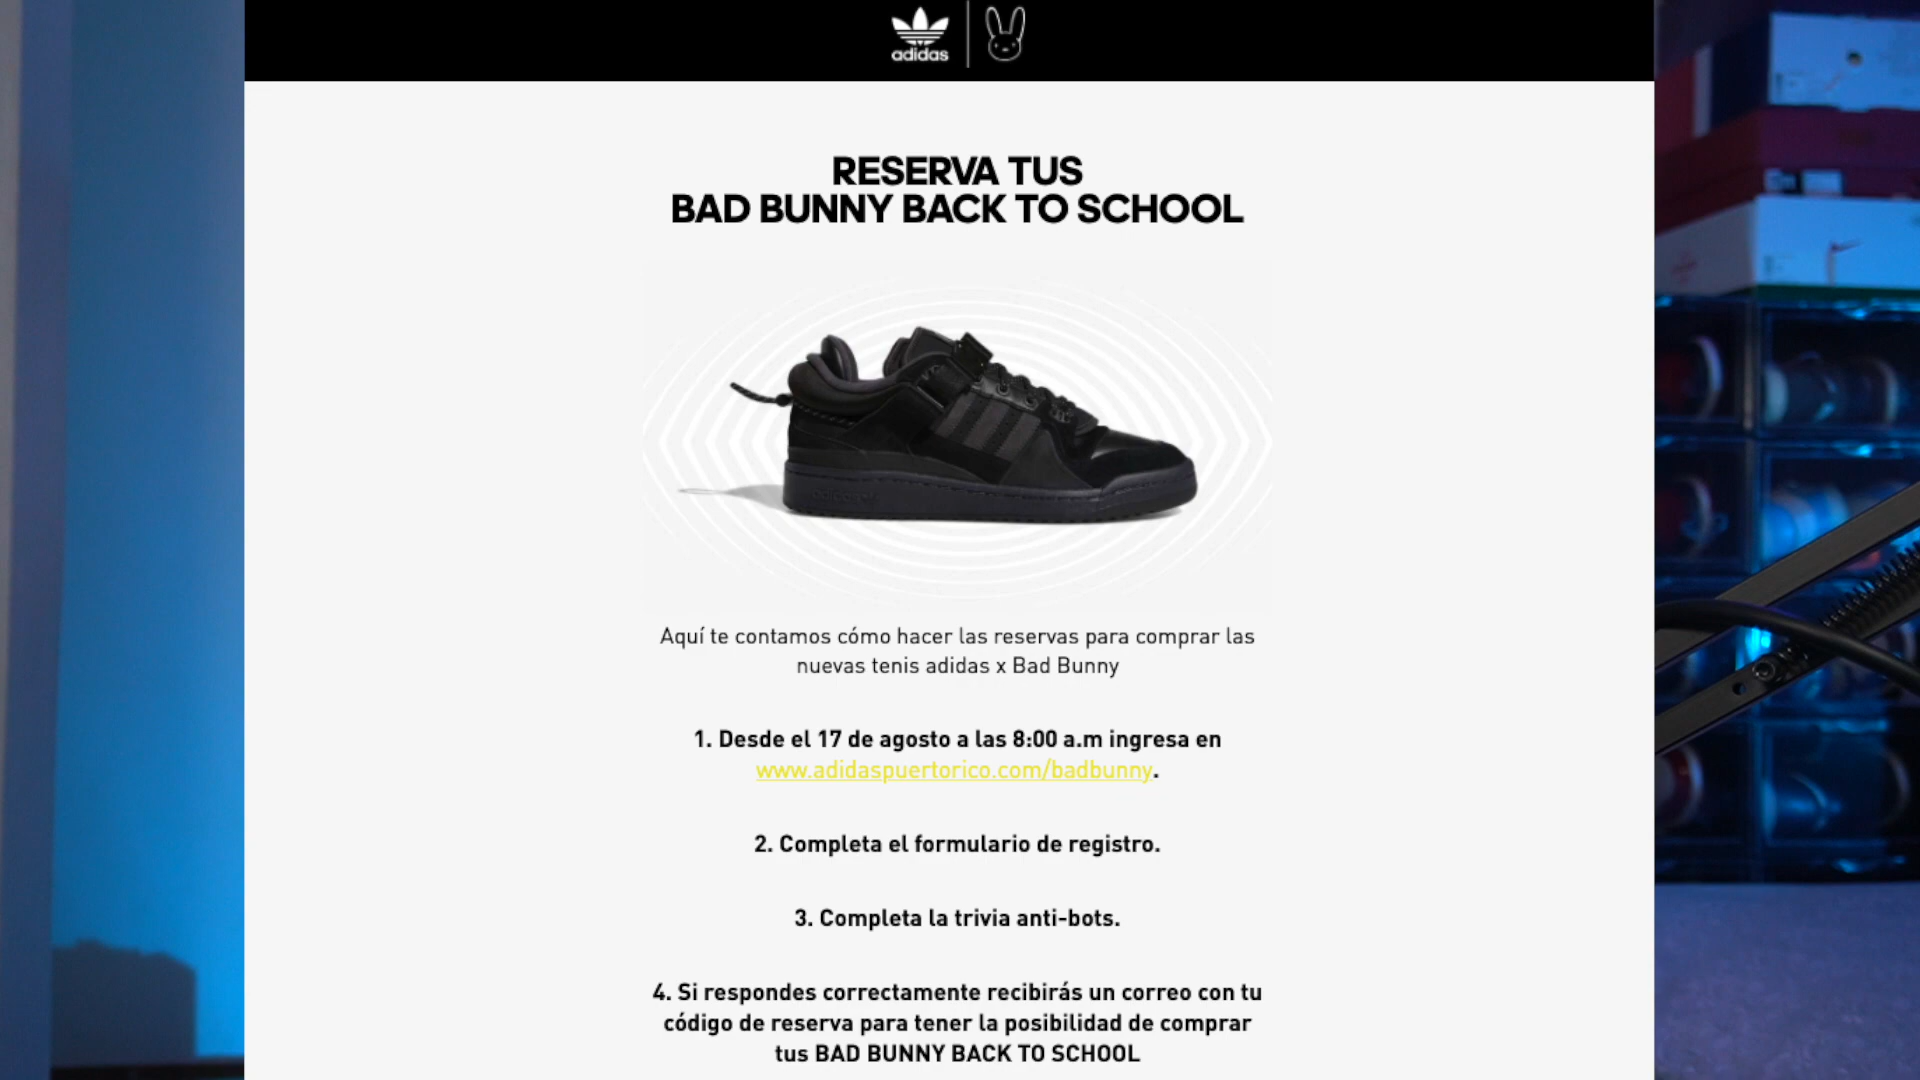 adidas
RESERVA TUS
BAD BUNNY BACK TO SCHOOL
Aquí te contamos cómo hacer las reservas para comprar las
nuevas tenis adidas x Bad Bunny
1. Desde el 17 de agosto a las 8:00 a.m ingresa en
www.adidaspuertorico.com/badbunny.
2. Completa el formulario de registro.
3. Completa la trivia anti-bots.
4. Si respondes correctamente recibirás un correo con tu
código de reserva para tener la posibilidad de comprar
tus BAD BUNNY BACK TO SCHOOL